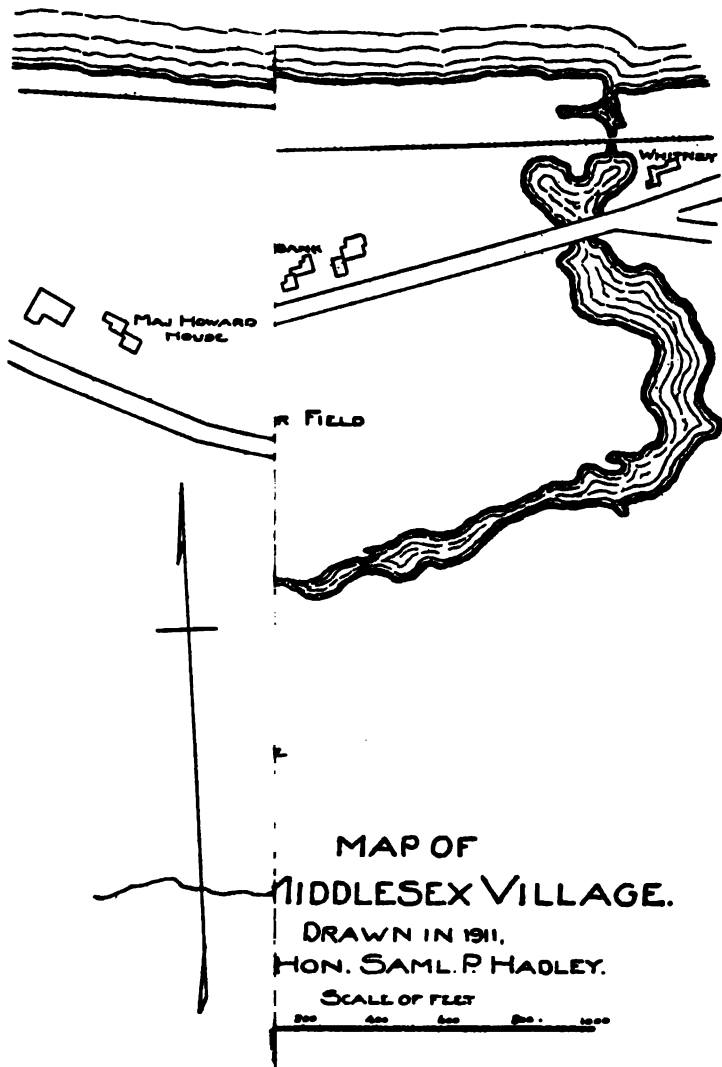 WHITNEY
BANK
MAJ HOWARD
HOUSE
R FIELD
MAP OF
MIDDLESEX VILLAGE.
DRAWN IN 1911,
HON. SAML. P. HADLEY.
SCALE OF FEET
200 400 600 800 1000